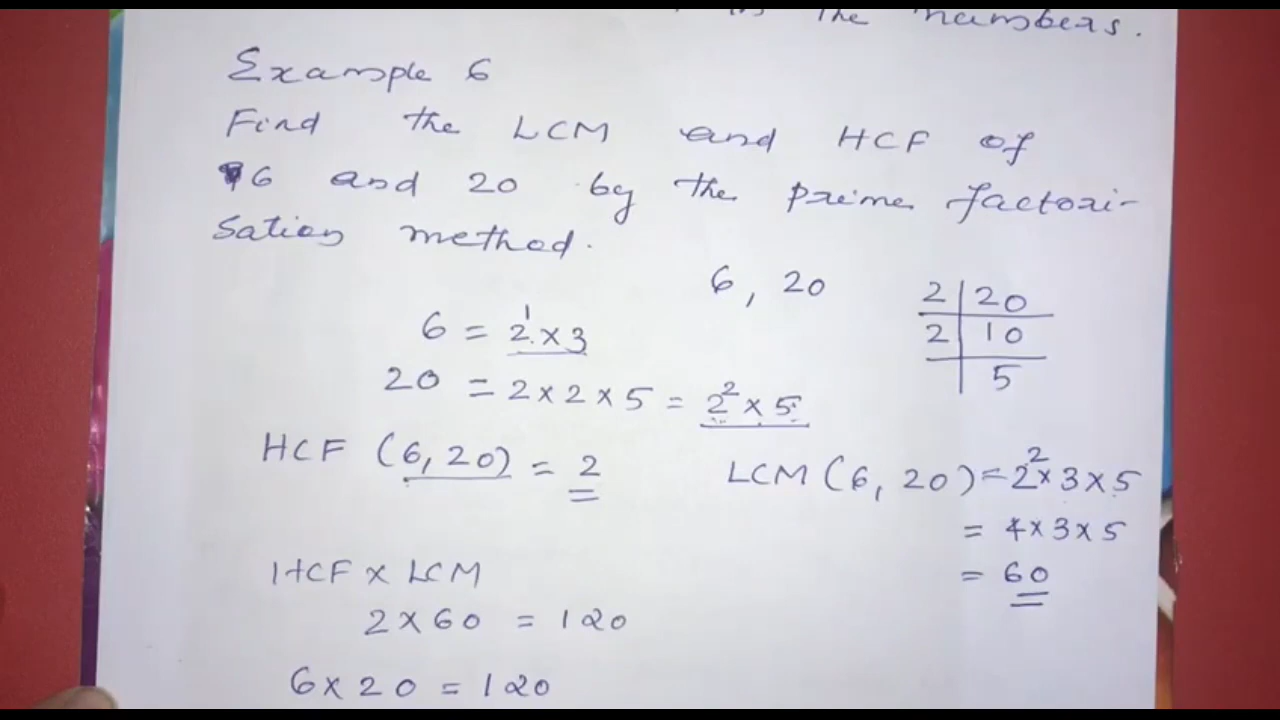 the numbers.
Example 6
Find the LCM and HCF of
6 and 20 by the prime factori-
sation method.
6, 20
2 | 20
2 | 10
5
6 = 2¹ × 3
20 = 2 × 2 × 5 = 2² × 5
HCF (6, 20) = 2
LCM (6, 20) = 2² × 3 × 5
= 4 × 3 × 5
= 60
HCF × LCM
2 × 60 = 120
6 × 20 = 120